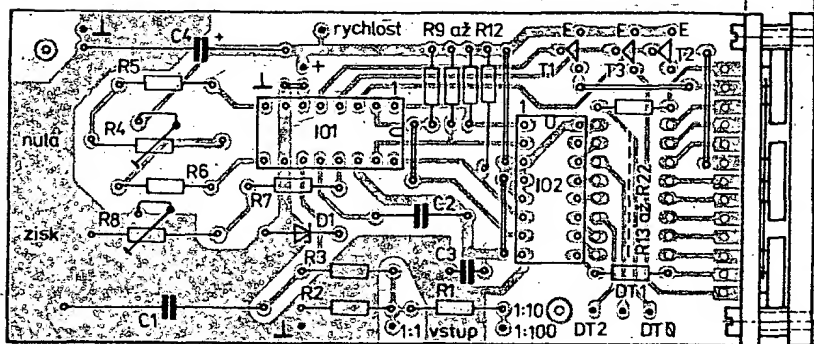 C4 + rychlost R9 až R12 E E E
R5 + T1 T3 T2
1 1
nula R4 IO1
R6 IO2
R8 R7 C2
zisk D1 R13 až R22
R3 C3
C1 R2 R1 1:10
1:1 vstup 1:100 DT2 DT1 DT0